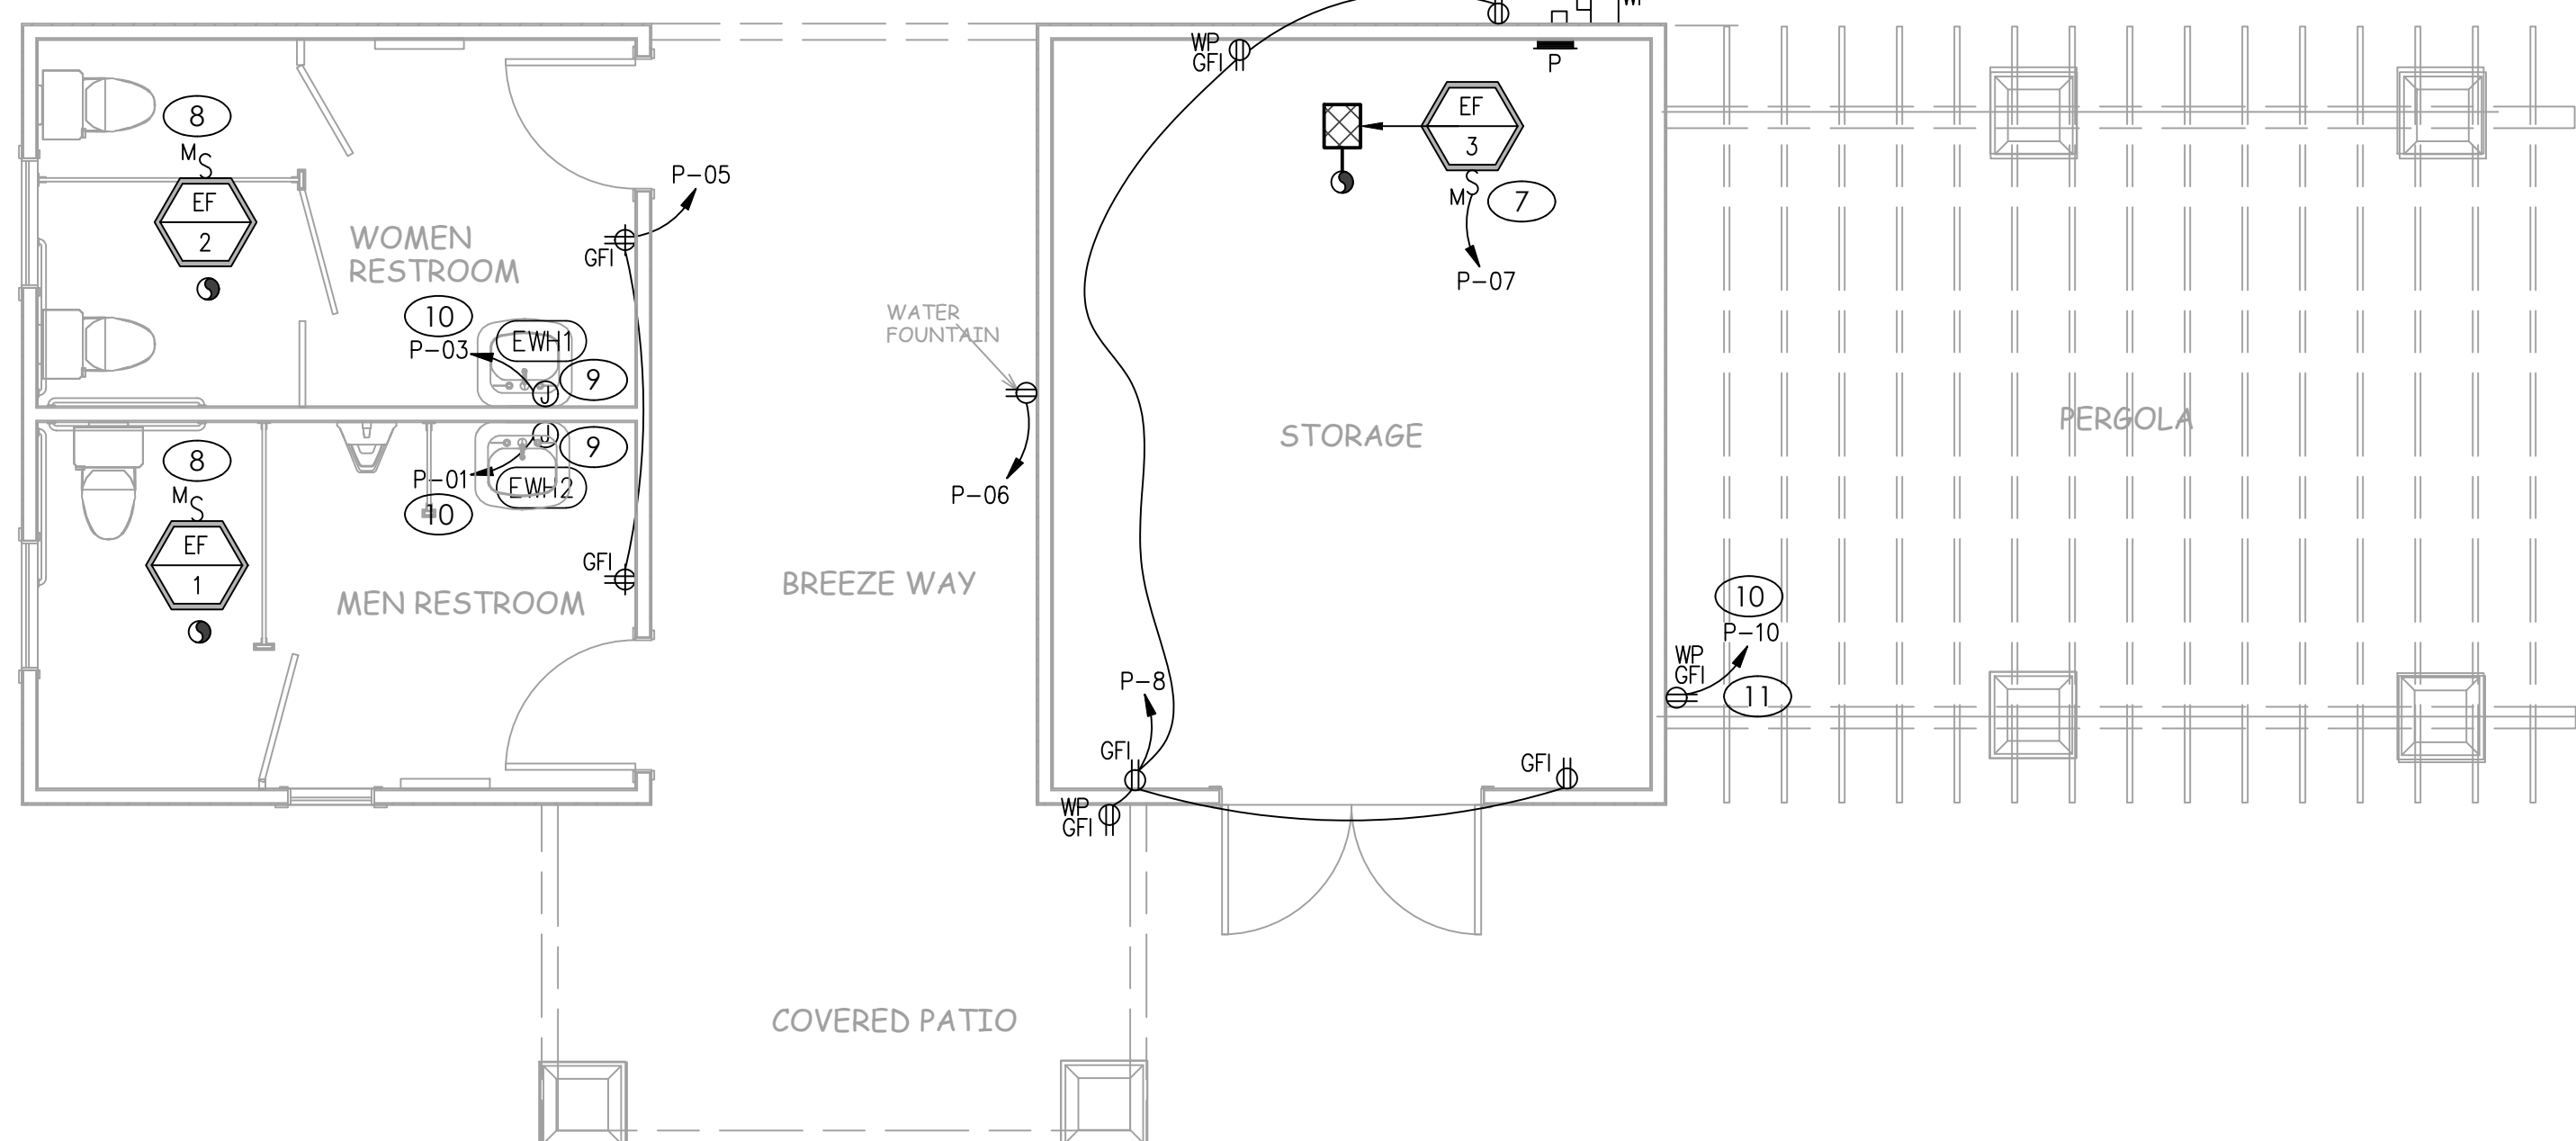 WP
GFI
P
EF
3
M
S
7
P-07
8
M
S
EF
2
P-05
GFI
WOMEN
RESTROOM
10
P-03
EWH1
J
9
WATER
FOUNTAIN
P-06
8
M
S
EF
1
J
9
P-01
EWH2
10
GFI
MEN RESTROOM
BREEZE WAY
STORAGE
PERGOLA
10
P-10
WP
GFI
11
P-8
GFI
GFI
WP
GFI
COVERED PATIO